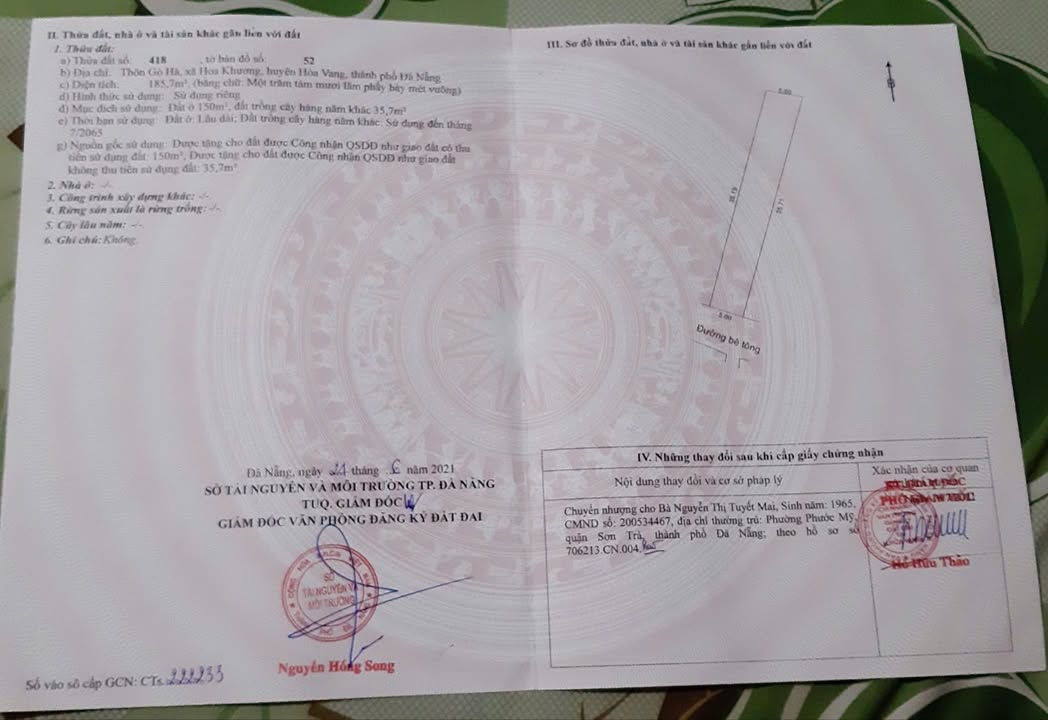 II. Thửa đất, nhà ở và tài sản khác gắn liền với đất
1. Thửa đất:
a) Thửa đất số: 418 , tờ bản đồ số: 52
b) Địa chỉ: Thôn Gò Hà, xã Hòa Khương, huyện Hòa Vang, thành phố Đà Nẵng
c) Diện tích: 185,7m², (bằng chữ: Một trăm tám mươi lăm phẩy bảy mét vuông)
d) Hình thức sử dụng: Sử dụng riêng
đ) Mục đích sử dụng: Đất ở 150m², đất trồng cây hàng năm khác 35,7m²
e) Thời hạn sử dụng: Đất ở: Lâu dài; Đất trồng cây hàng năm khác: Sử dụng đến tháng
7/2065
g) Nguồn gốc sử dụng: Được tặng cho đất được Công nhận QSDĐ như giao đất có thu
tiền sử dụng đất: 150m², Được tặng cho đất được Công nhận QSDĐ như giao đất
không thu tiền sử dụng đất: 35,7m²
2. Nhà ở: -/-
3. Công trình xây dựng khác: -/-
4. Rừng sản xuất là rừng trồng: -/-
5. Cây lâu năm: -/-
6. Ghi chú: Không.
Đà Nẵng, ngày 24 tháng 6 năm 2021
SỞ TÀI NGUYÊN VÀ MÔI TRƯỜNG TP. ĐÀ NẴNG
TUQ. GIÁM ĐỐC
GIÁM ĐỐC VĂN PHÒNG ĐĂNG KÝ ĐẤT ĐAI
SỞ
TÀI NGUYÊN VÀ
MÔI TRƯỜNG
Nguyễn Hồng Song
Số vào sổ cấp GCN: CTs 222233
III. Sơ đồ thửa đất, nhà ở và tài sản khác gắn liền với đất
5.00
5.00
Đường bê tông
IV. Những thay đổi sau khi cấp giấy chứng nhận
Nội dung thay đổi và cơ sở pháp lý
Xác nhận của cơ quan
Chuyển nhượng cho Bà Nguyễn Thị Tuyết Mai, Sinh năm: 1965,
CMND số: 200534467, địa chỉ thường trú: Phường Phước Mỹ,
quận Sơn Trà, thành phố Đà Nẵng; theo hồ sơ số
706213.CN.004.
Hồ Hữu Thảo